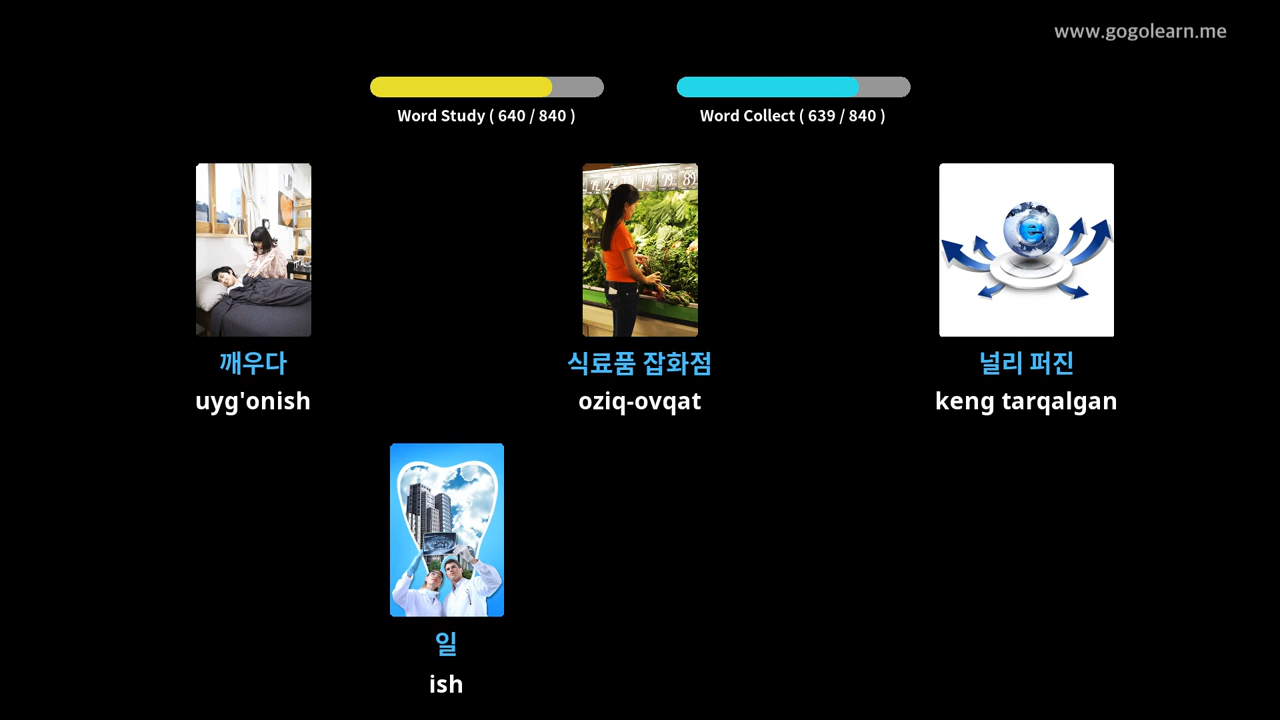 www.gogolearn.me
Word Study ( 640 / 840 )
Word Collect ( 639 / 840 )
깨우다
식료품 잡화점
널리 퍼진
uyg'onish
oziq-ovqat
keng tarqalgan
일
ish